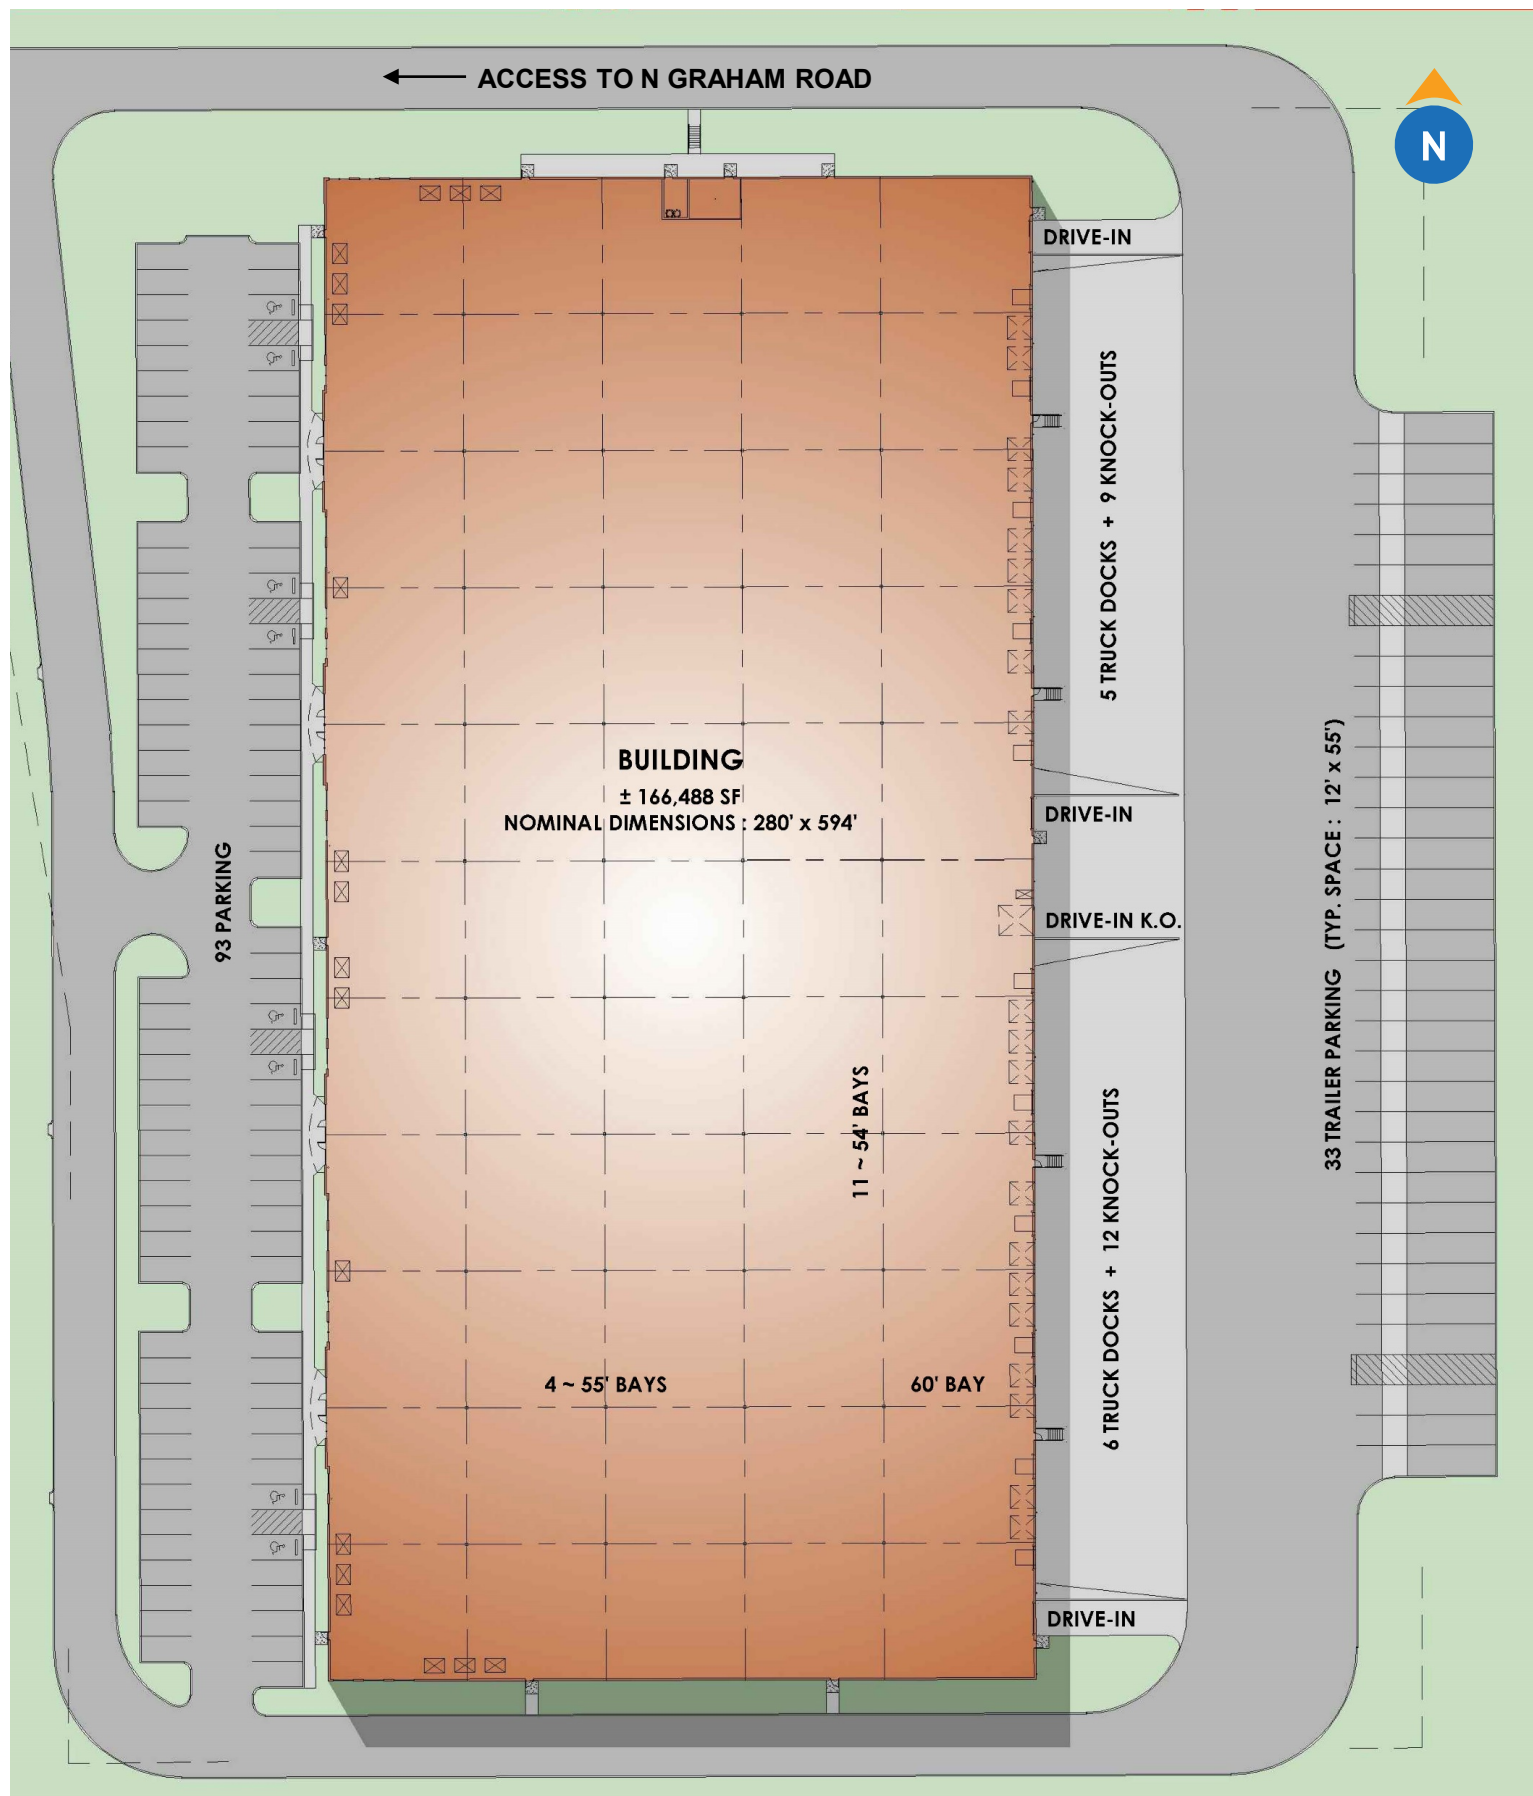 ACCESS TO N GRAHAM ROAD
N
DRIVE-IN
5 TRUCK DOCKS + 9 KNOCK-OUTS
BUILDING
± 166,488 SF
NOMINAL DIMENSIONS : 280' x 594'
DRIVE-IN
DRIVE-IN K.O.
93 PARKING
33 TRAILER PARKING (TYP. SPACE : 12' x 55')
11 ~ 54' BAYS
6 TRUCK DOCKS + 12 KNOCK-OUTS
4 ~ 55' BAYS
60' BAY
DRIVE-IN